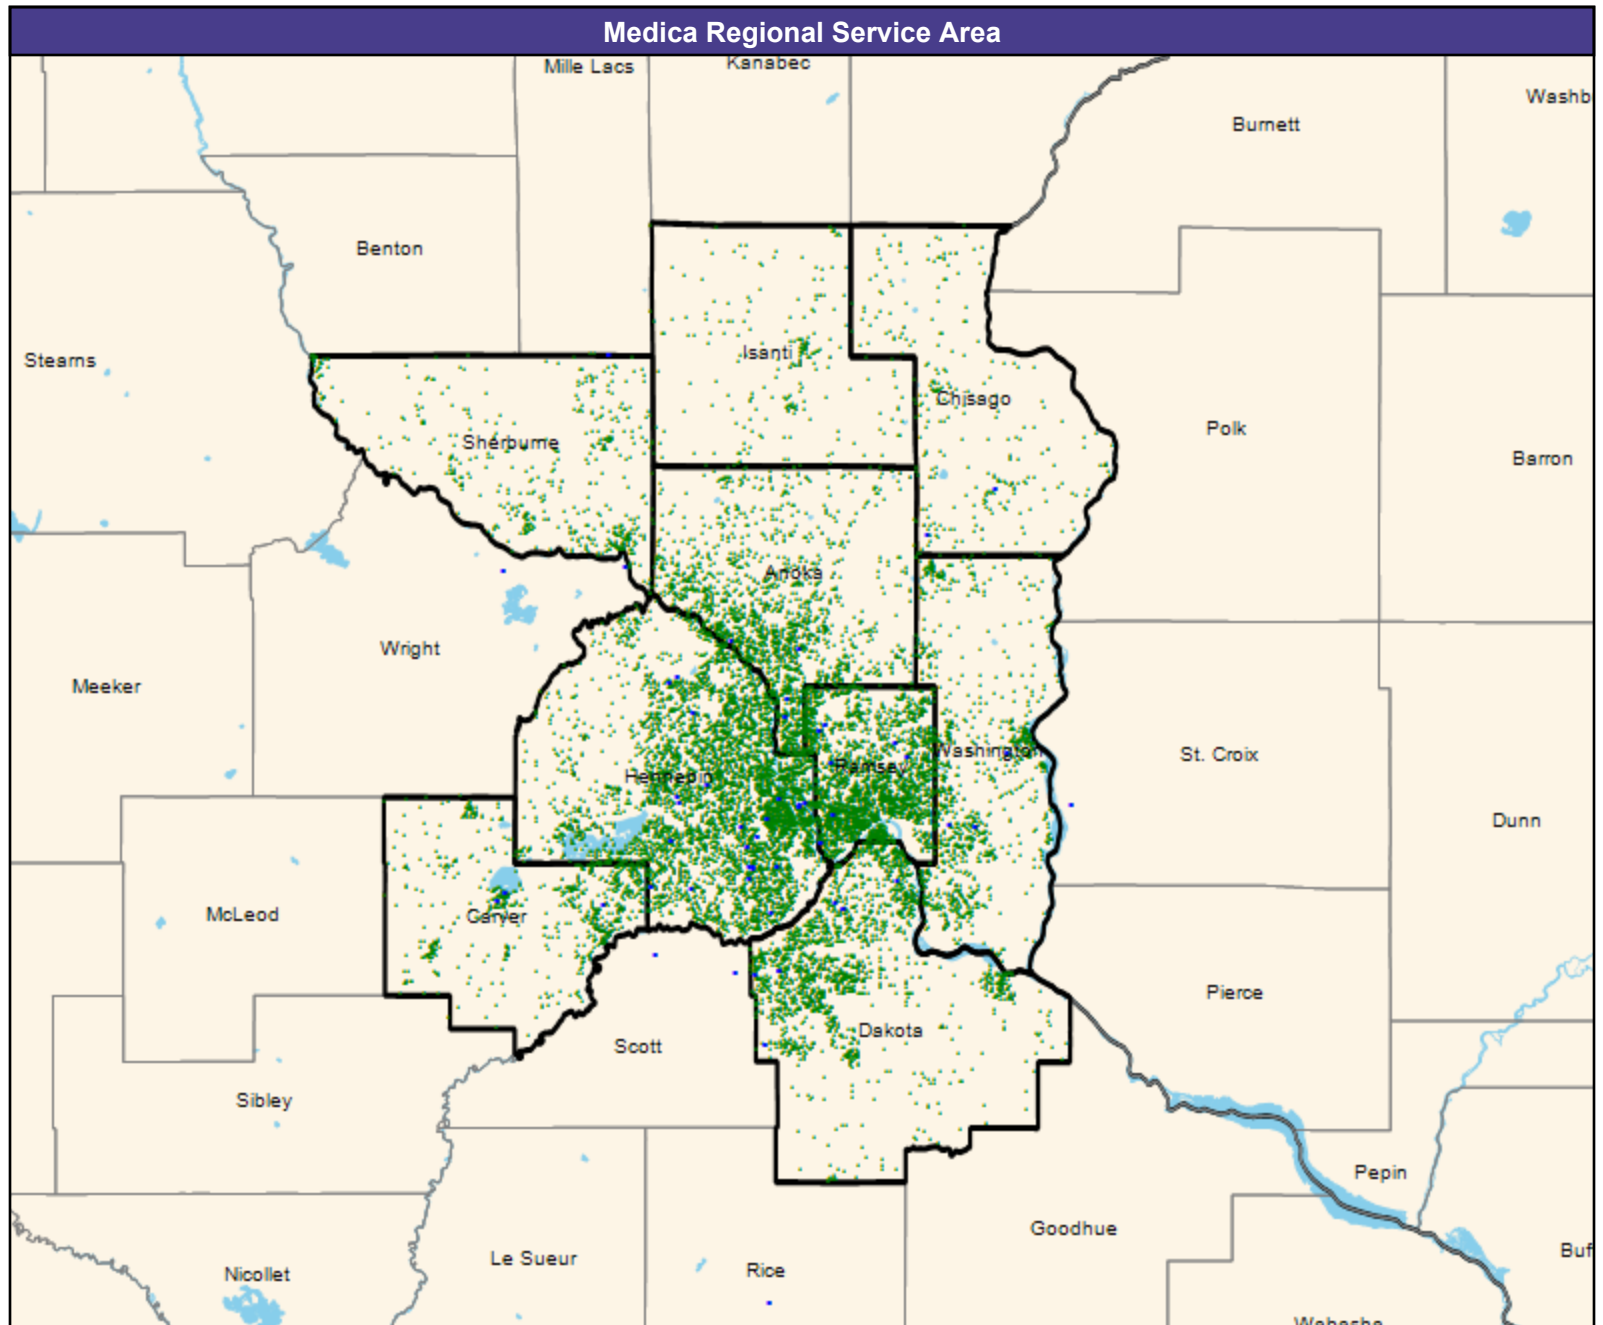 Medica Regional Service Area
Mille Lacs
Kanabec
Washb
Burnett
Benton
Stearns
Isanti
Chisago
Polk
Sherburne
Barron
Anoka
Wright
Meeker
Washington
St. Croix
Hennepin
Ramsey
Dunn
McLeod
Carver
Pierce
Dakota
Scott
Sibley
Pepin
Goodhue
Buf
Le Sueur
Rice
Nicollet